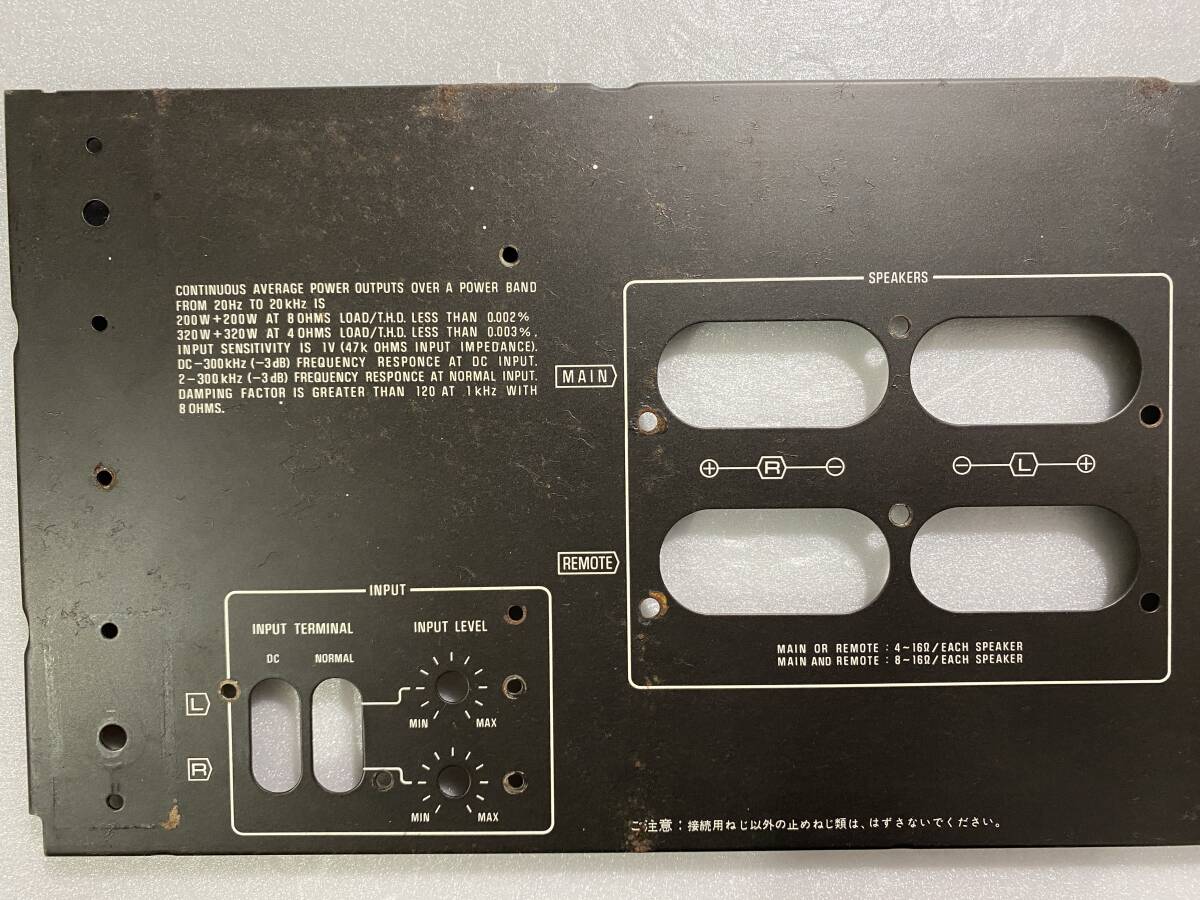 CONTINUOUS AVERAGE POWER OUTPUTS OVER A POWER BAND
FROM 20Hz TO 20kHz IS
200W+200W AT 8 OHMS LOAD/T.H.D. LESS THAN 0.002%
320W+320W AT 4 OHMS LOAD/T.H.D. LESS THAN 0.003%.
INPUT SENSITIVITY IS 1V (47k OHMS INPUT IMPEDANCE).
DC-300kHz (-3dB) FREQUENCY RESPONCE AT DC INPUT.
2-300kHz (-3dB) FREQUENCY RESPONCE AT NORMAL INPUT.
DAMPING FACTOR IS GREATER THAN 120 AT 1kHz WITH
8 OHMS.
SPEAKERS
MAIN
⊕ R ⊖
⊖ L ⊕
REMOTE
MAIN OR REMOTE : 4~16Ω/EACH SPEAKER
MAIN AND REMOTE : 8~16Ω/EACH SPEAKER
INPUT
INPUT TERMINAL
INPUT LEVEL
DC
NORMAL
L
MIN
MAX
R
MIN
MAX
ご注意：接続用ねじ以外の止めねじ類は、はずさないでください。